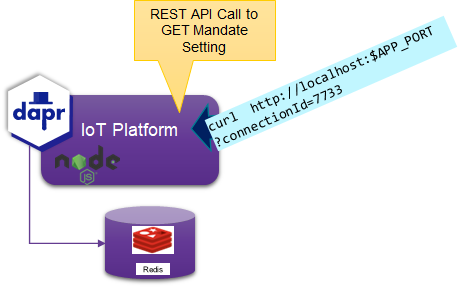 REST API Call to
GET Mandate
Setting
curl http://localhost:$APP_PORT
?connectionId=7733
dapr
IoT Platform
node
JS
Redis